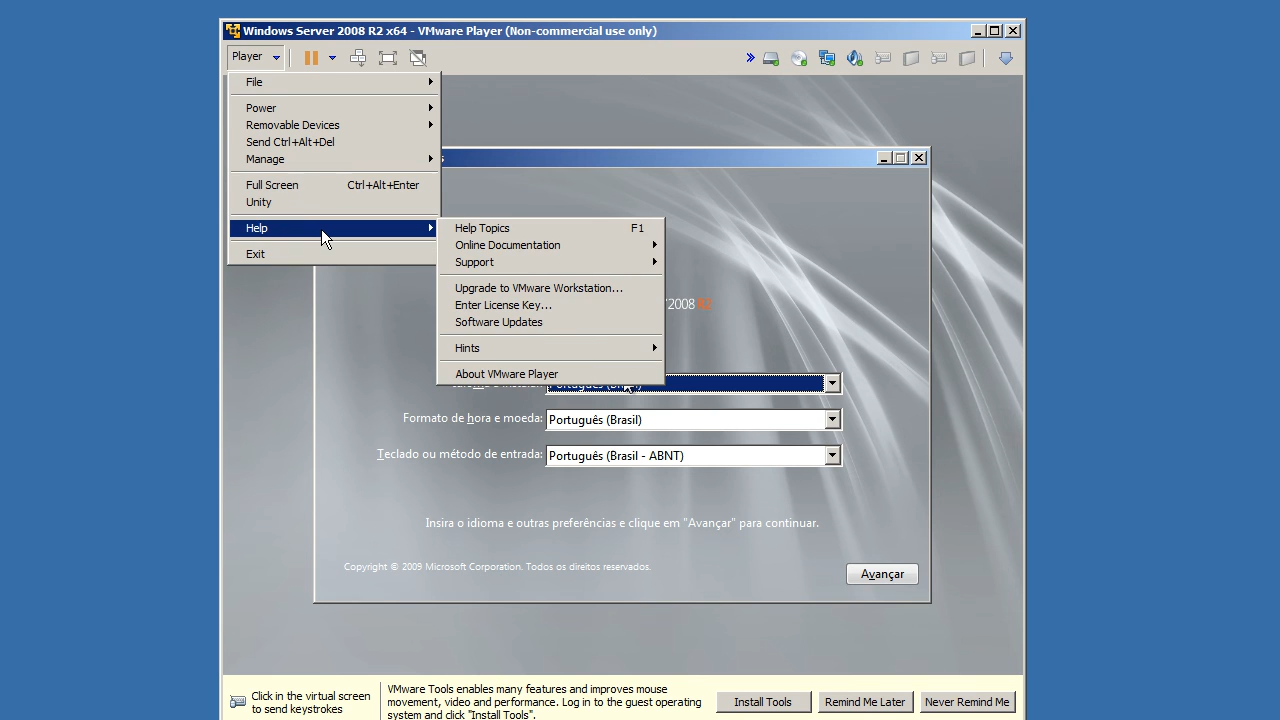 Windows Server 2008 R2 x64 - VMware Player (Non-commercial use only)
Player
File
Power
Removable Devices
Send Ctrl+Alt+Del
Manage
Full Screen Ctrl+Alt+Enter
Unity
Help
Exit
Help Topics F1
Online Documentation
Support
Upgrade to VMware Workstation...
Enter License Key...
Software Updates
Hints
About VMware Player
2008 R2
Português (Brasil)
Formato de hora e moeda: Português (Brasil)
Teclado ou método de entrada: Português (Brasil - ABNT)
Insira o idioma e outras preferências e clique em "Avançar" para continuar.
Copyright © 2009 Microsoft Corporation. Todos os direitos reservados.
Avançar
Click in the virtual screen
to send keystrokes
VMware Tools enables many features and improves mouse
movement, video and performance. Log in to the guest operating
system and click "Install Tools".
Install Tools
Remind Me Later
Never Remind Me